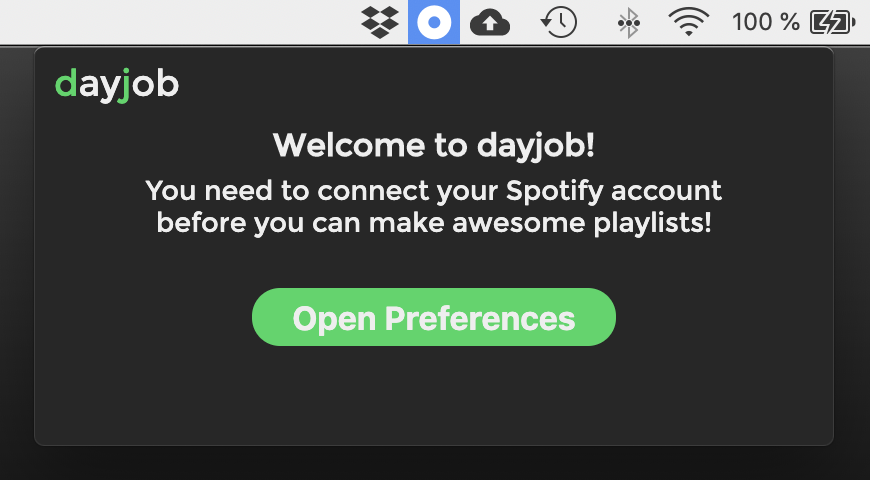 100 %
dayjob
Welcome to dayjob!
You need to connect your Spotify account
before you can make awesome playlists!
Open Preferences